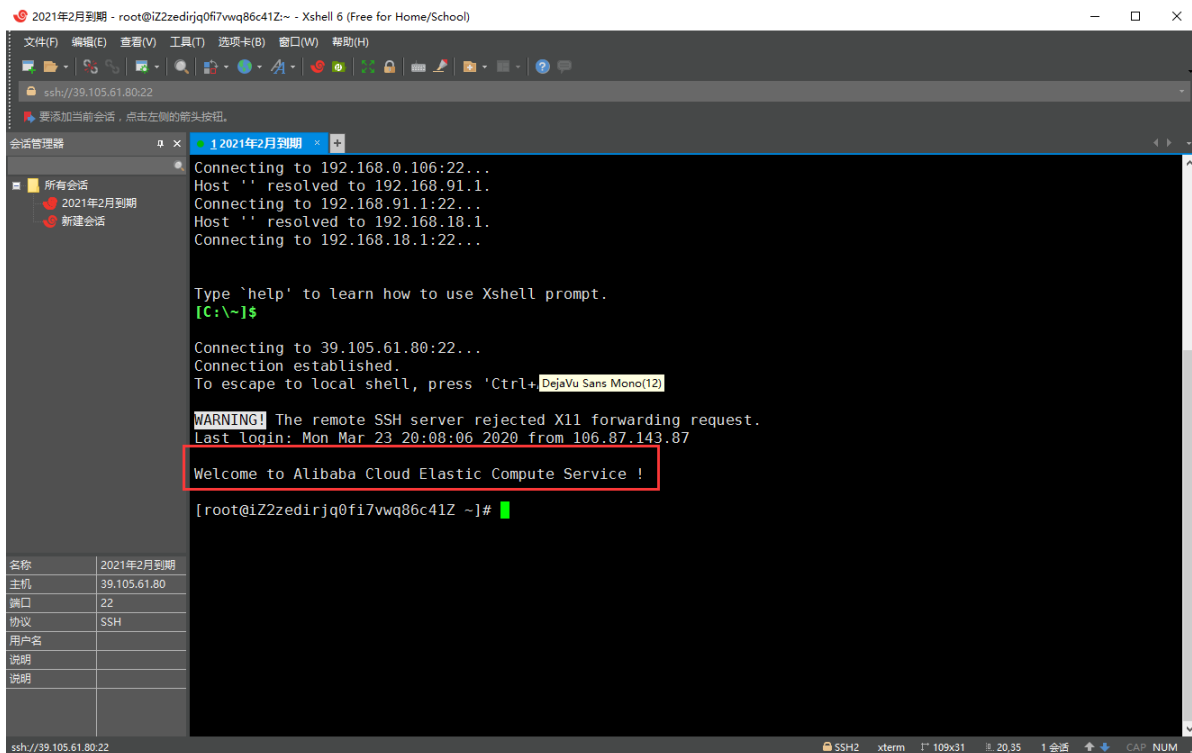 2021年2月到期 - root@iZ2zedirjq0fi7vwq86c41Z:~ - Xshell 6 (Free for Home/School)
文件(F) 编辑(E) 查看(V) 工具(T) 选项卡(B) 窗口(W) 帮助(H)
ssh://39.105.61.80:22
要添加当前会话，点击左侧的箭头按钮。
会话管理器
1 2021年2月到期
所有会话
2021年2月到期
新建会话
Connecting to 192.168.0.106:22...
Host '' resolved to 192.168.91.1.
Connecting to 192.168.91.1:22...
Host '' resolved to 192.168.18.1.
Connecting to 192.168.18.1:22...
Type `help' to learn how to use Xshell prompt.
[C:\~]$
Connecting to 39.105.61.80:22...
Connection established.
To escape to local shell, press 'Ctrl+
DejaVu Sans Mono(12)
WARNING! The remote SSH server rejected X11 forwarding request.
Last login: Mon Mar 23 20:08:06 2020 from 106.87.143.87
Welcome to Alibaba Cloud Elastic Compute Service !
[root@iZ2zedirjq0fi7vwq86c41Z ~]#
名称 2021年2月到期
主机 39.105.61.80
端口 22
协议 SSH
用户名
说明
说明
ssh://39.105.61.80:22 SSH2 xterm 109x31 20,35 1 会话 CAP NUM